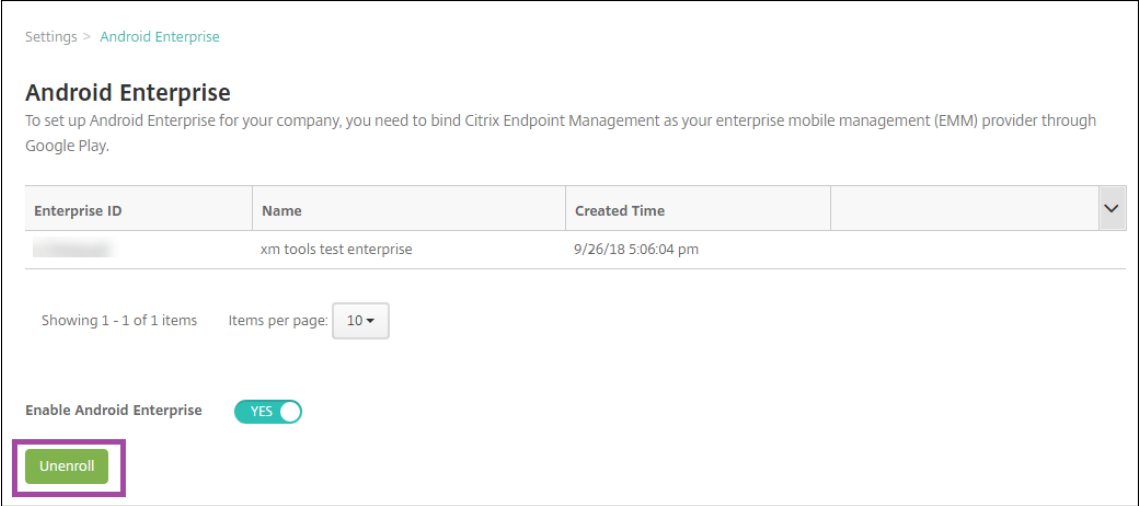 Settings > Android Enterprise
Android Enterprise
To set up Android Enterprise for your company, you need to bind Citrix Endpoint Management as your enterprise mobile management (EMM) provider through
Google Play.
Enterprise ID Name Created Time
xm tools test enterprise 9/26/18 5:06:04 pm
Showing 1 - 1 of 1 items Items per page: 10
Enable Android Enterprise YES
Unenroll